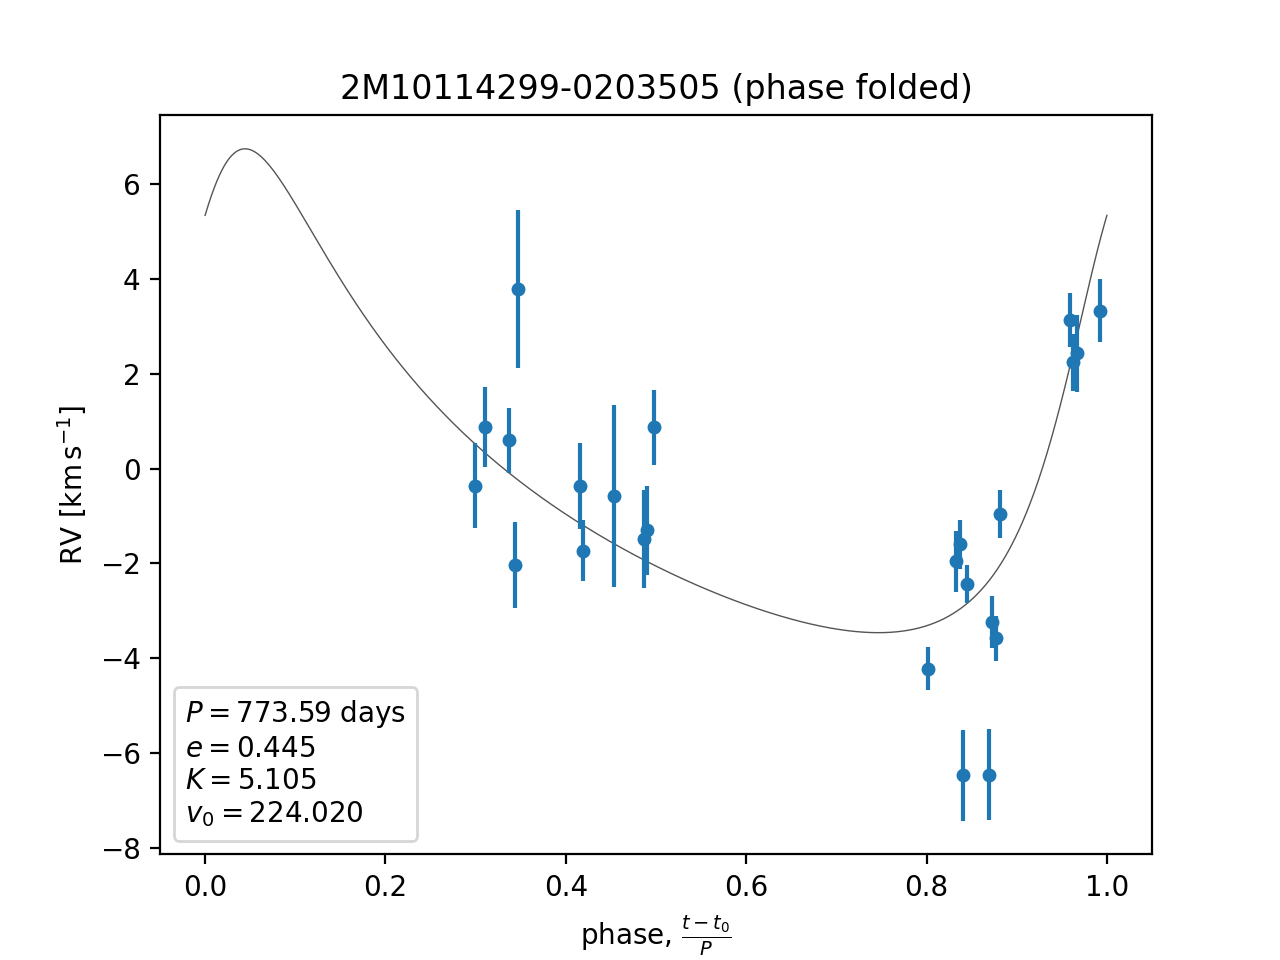 2M10114299-0203505 (phase folded)
RV [km s⁻¹]
6
4
2
0
−2
−4
−6
−8
P = 773.59 days
e = 0.445
K = 5.105
v₀ = 224.020
0.0 0.2 0.4 0.6 0.8 1.0
phase, (t − t₀)/P